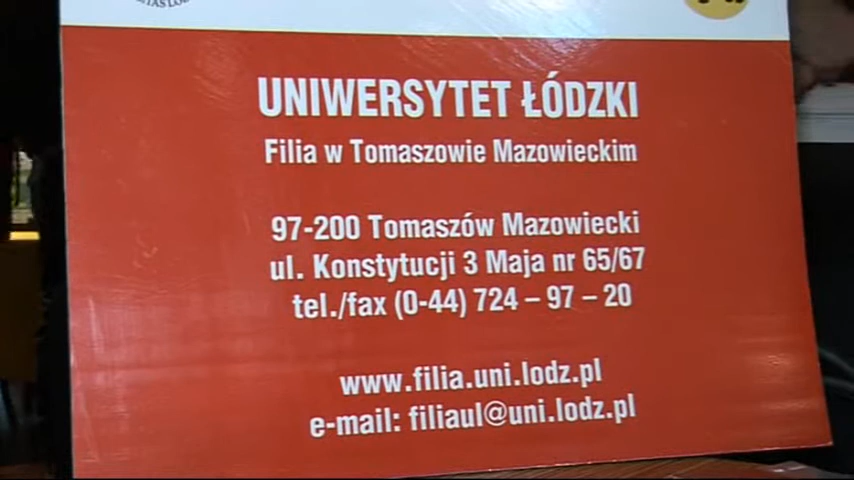 UNIWERSYTET ŁÓDZKI
Filia w Tomaszowie Mazowieckim
97-200 Tomaszów Mazowiecki
ul. Konstytucji 3 Maja nr 65/67
tel./fax (0-44) 724 – 97 – 20
www.filia.uni.lodz.pl
e-mail: filiaul@uni.lodz.pl